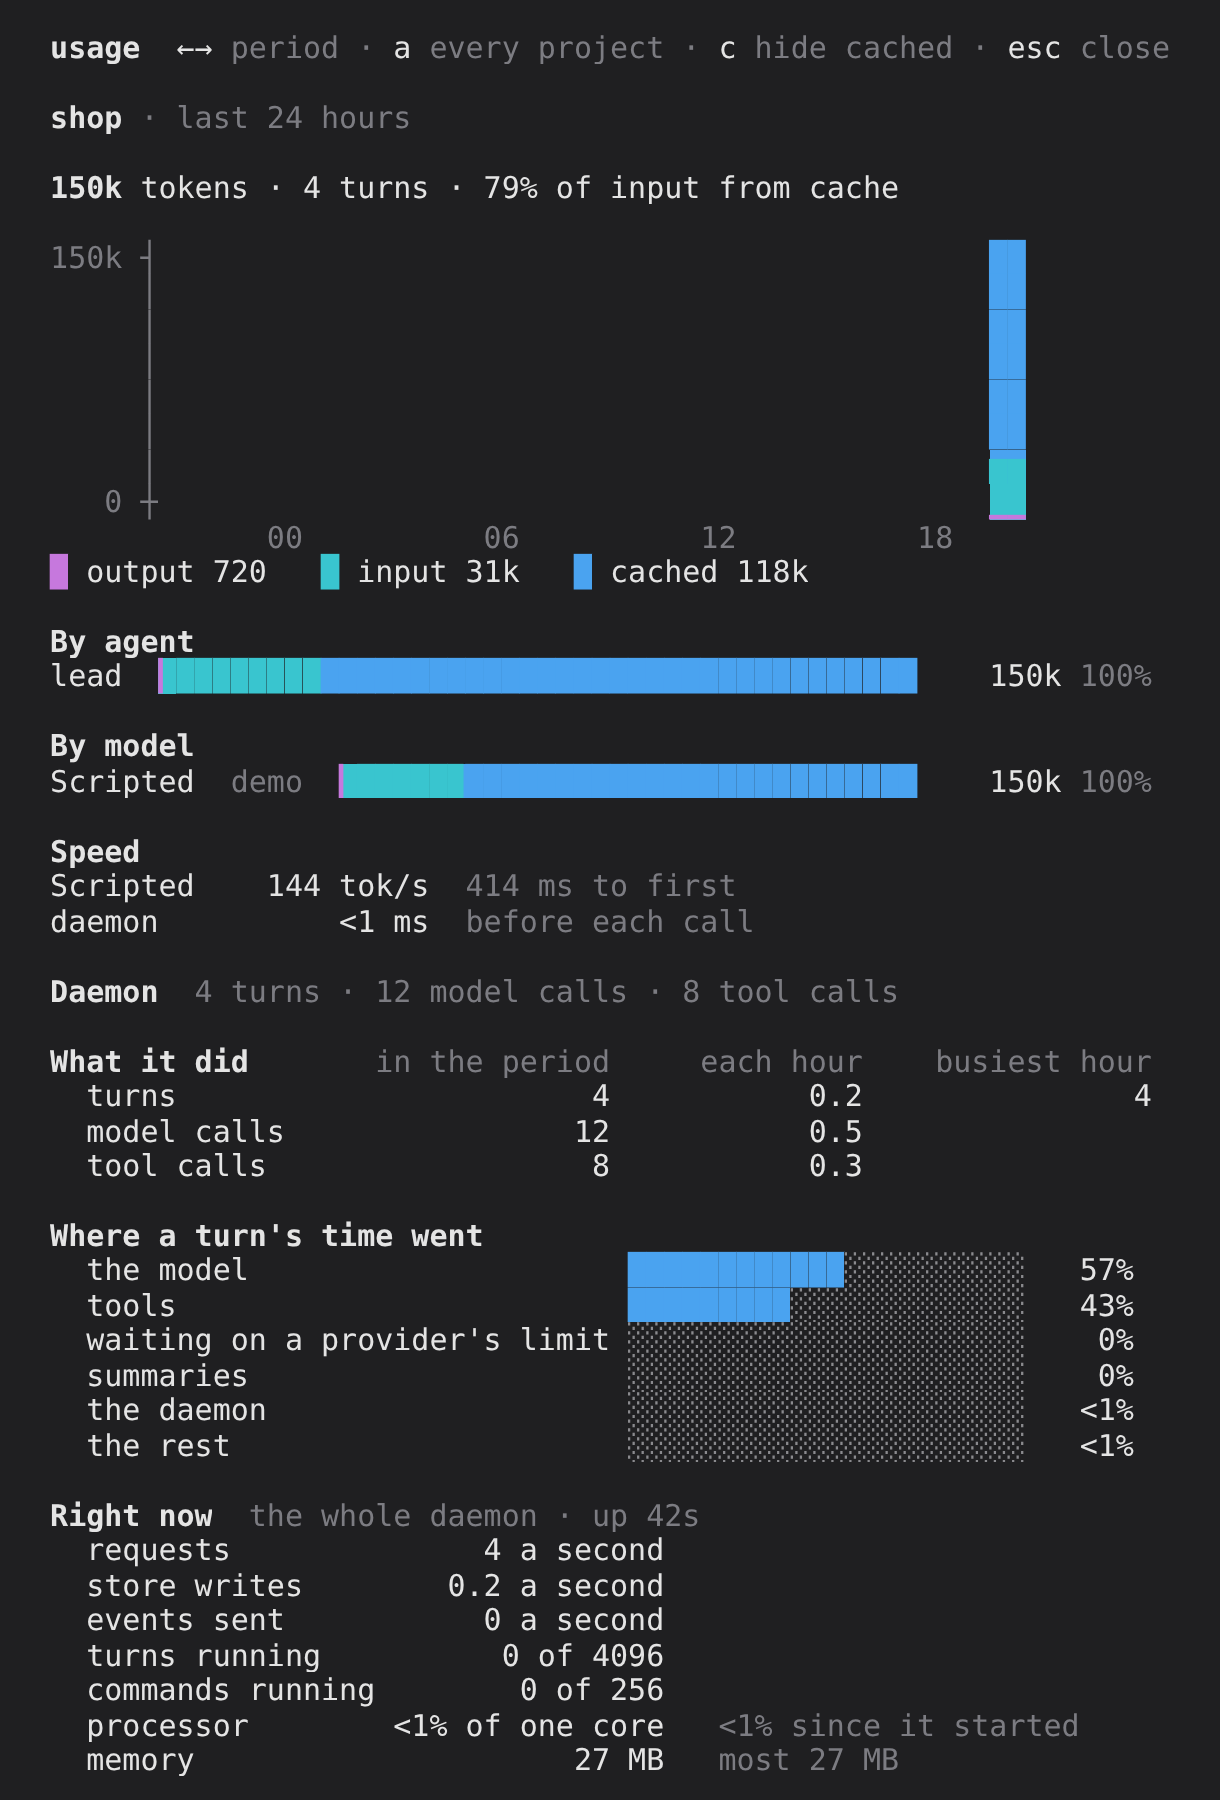 usage ←→ period · a every project · c hide cached · esc close
shop · last 24 hours
150k tokens · 4 turns · 79% of input from cache
150k
0
00 06 12 18
output 720 input 31k cached 118k
By agent
lead 150k 100%
By model
Scripted demo 150k 100%
Speed
Scripted 144 tok/s 414 ms to first
daemon <1 ms before each call
Daemon 4 turns · 12 model calls · 8 tool calls
What it did in the period each hour busiest hour
turns 4 0.2 4
model calls 12 0.5
tool calls 8 0.3
Where a turn's time went
the model 57%
tools 43%
waiting on a provider's limit 0%
summaries 0%
the daemon <1%
the rest <1%
Right now the whole daemon · up 42s
requests 4 a second
store writes 0.2 a second
events sent 0 a second
turns running 0 of 4096
commands running 0 of 256
processor <1% of one core <1% since it started
memory 27 MB most 27 MB